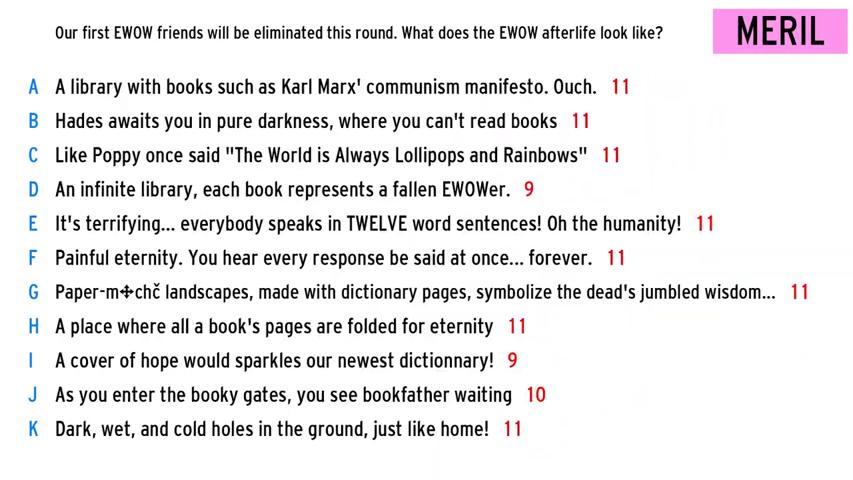 Our first EWOW friends will be eliminated this round. What does the EWOW afterlife look like?
MERIL
A A library with books such as Karl Marx' communism manifesto. Ouch. 11
B Hades awaits you in pure darkness, where you can't read books 11
C Like Poppy once said "The World is Always Lollipops and Rainbows" 11
D An infinite library, each book represents a fallen EWOWer. 9
E It's terrifying... everybody speaks in TWELVE word sentences! Oh the humanity! 11
F Painful eternity. You hear every response be said at once... forever. 11
G Paper-m✢chč landscapes, made with dictionary pages, symbolize the dead's jumbled wisdom... 11
H A place where all a book's pages are folded for eternity 11
I A cover of hope would sparkles our newest dictionnary! 9
J As you enter the booky gates, you see bookfather waiting 10
K Dark, wet, and cold holes in the ground, just like home! 11